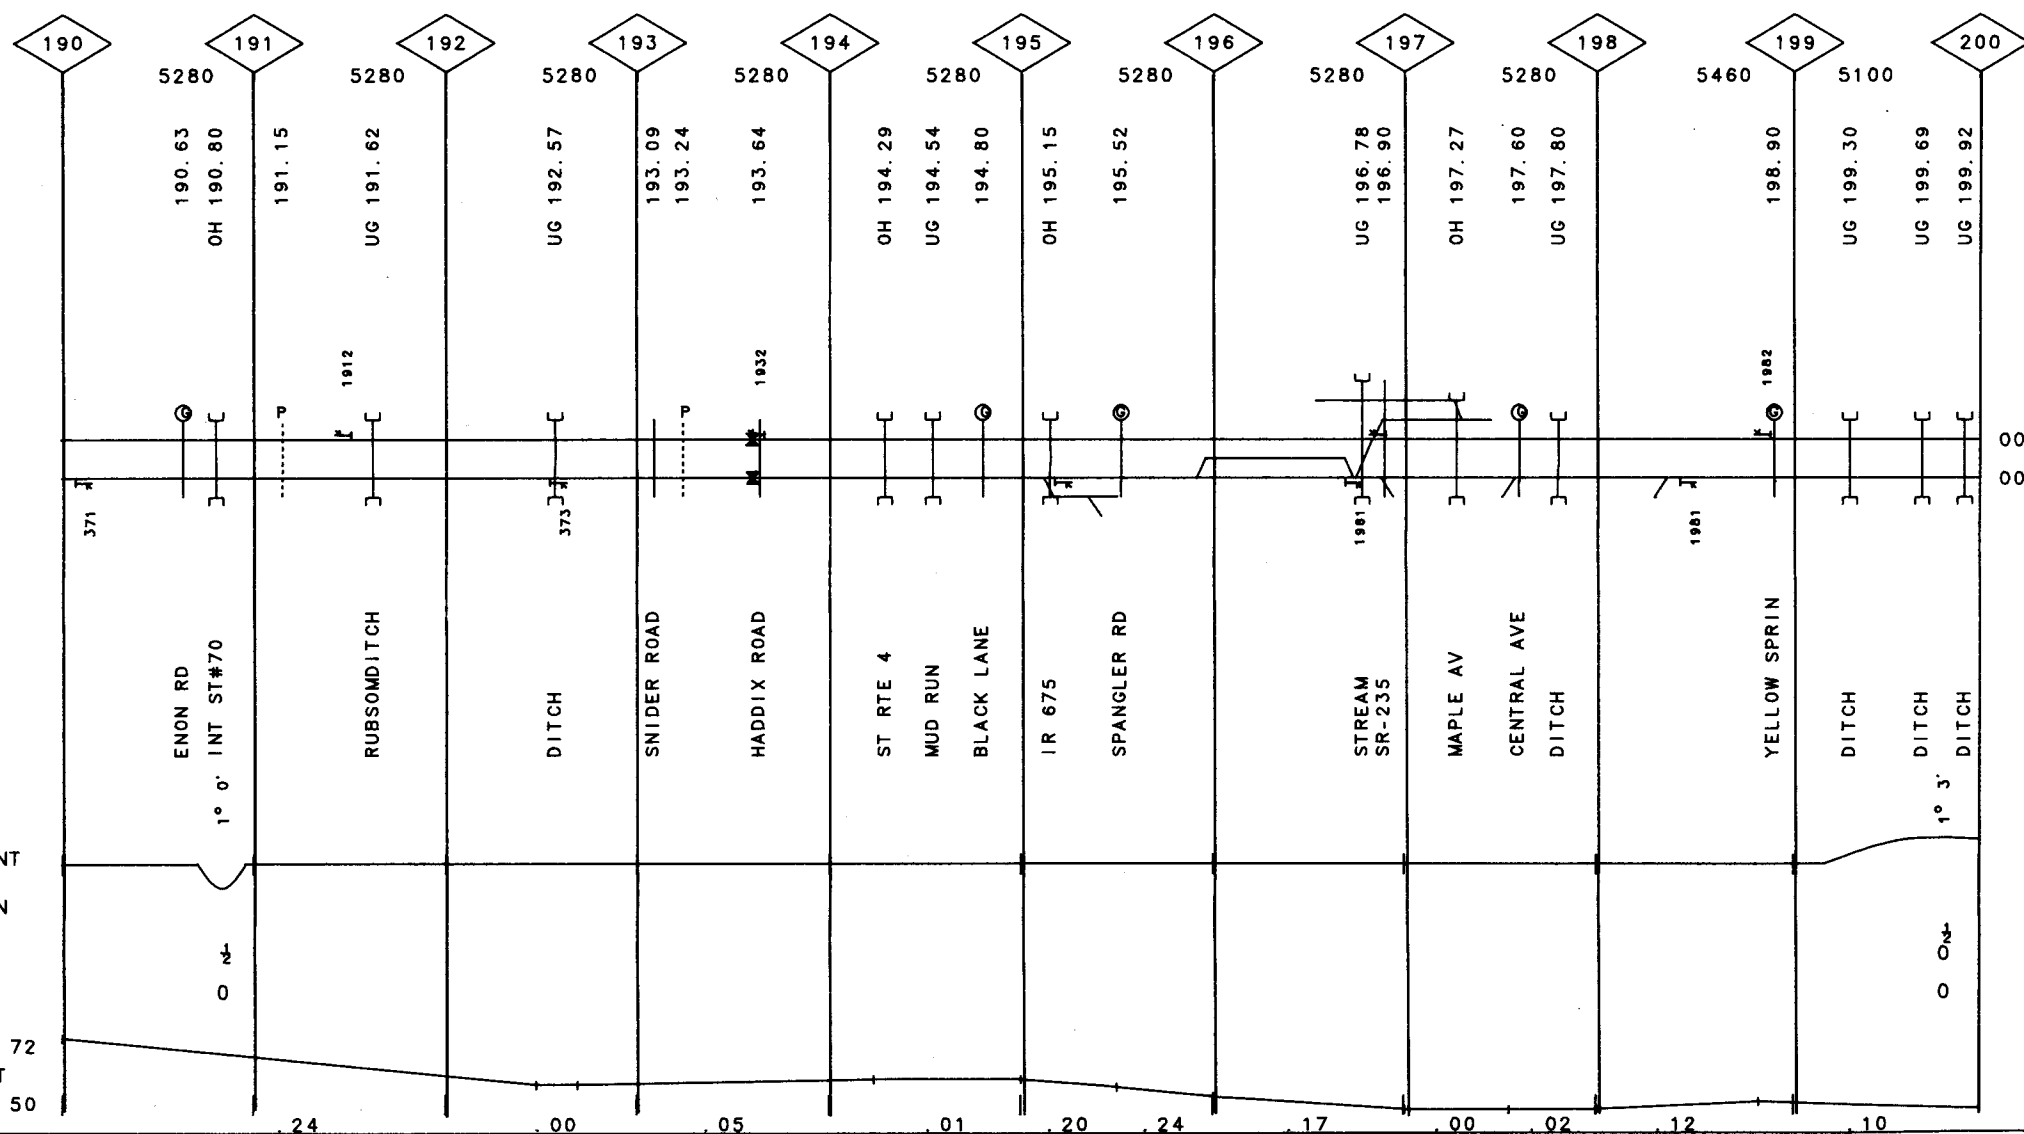 190 191 192 193 194 195 196 197 198 199 200
5280 5280 5280 5280 5280 5280 5280 5280 5460 5100
190.63
OH 190.80
191.15
UG 191.62
UG 192.57
193.09
193.24
193.64
OH 194.29
UG 194.54
194.80
OH 195.15
195.52
UG 196.78
196.90
OH 197.27
197.60
UG 197.80
198.90
UG 199.30
UG 199.69
UG 199.92
1912
1932
1982
G P P G G G G
00
00
371
373
1981
1981
ENON RD
INT ST#70
RUBSOMDITCH
DITCH
SNIDER ROAD
HADDIX ROAD
ST RTE 4
MUD RUN
BLACK LANE
IR 675
SPANGLER RD
STREAM
SR-235
MAPLE AV
CENTRAL AVE
DITCH
YELLOW SPRIN
DITCH
DITCH
DITCH
1° 0'
1° 3'
NT
N
½
0
½
0
0
72
T
50
.24 .00 .05 .01 .20 .24 .17 .00 .02 .12 .10